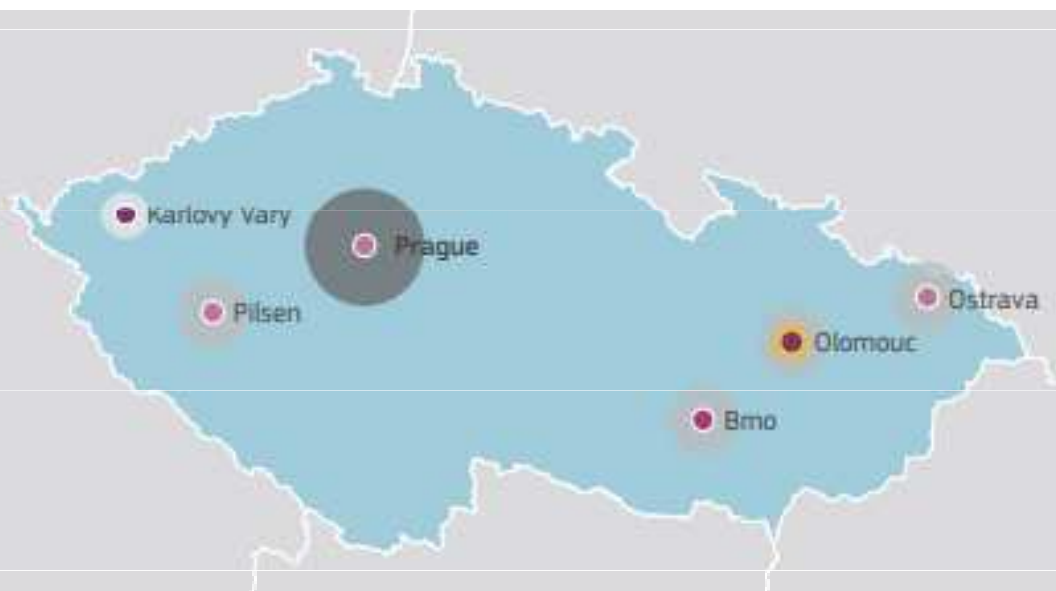 Karlovy Vary
Prague
Pilsen
Ostrava
Olomouc
Brno